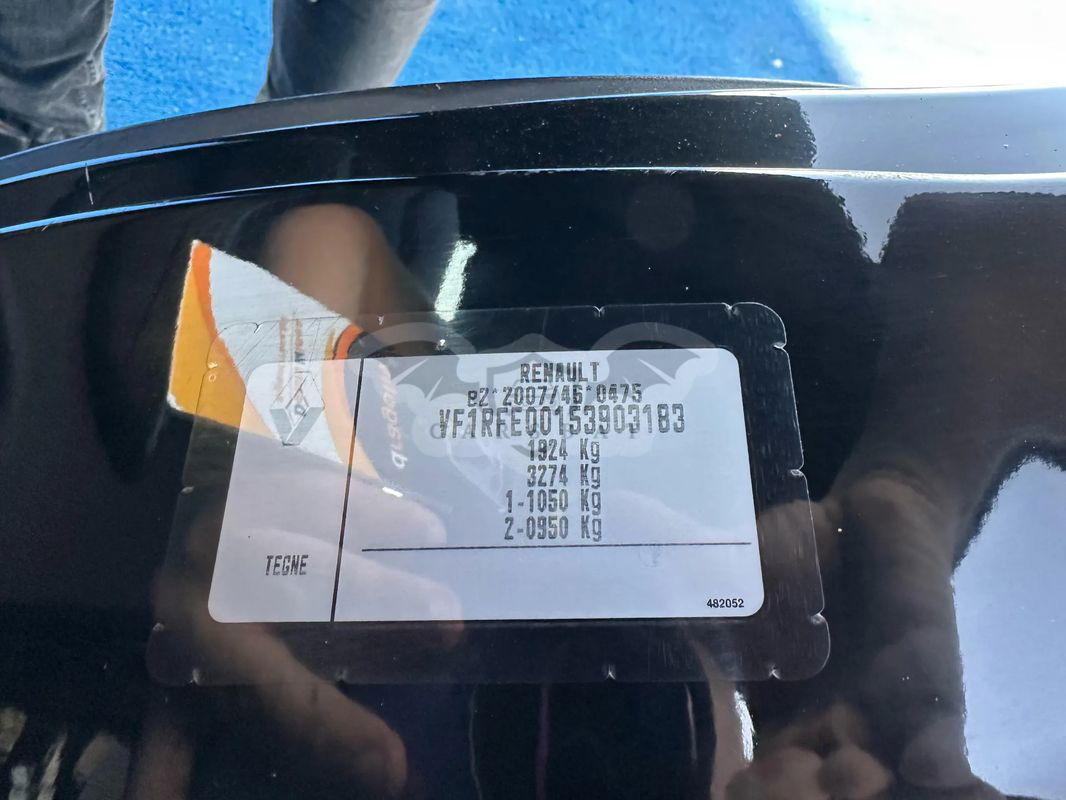 RENAULT
e2*2007/46*0475
VF1RFE00153903183
1924 Kg
3274 Kg
1-1050 Kg
2-0950 Kg
TEGNE
482052